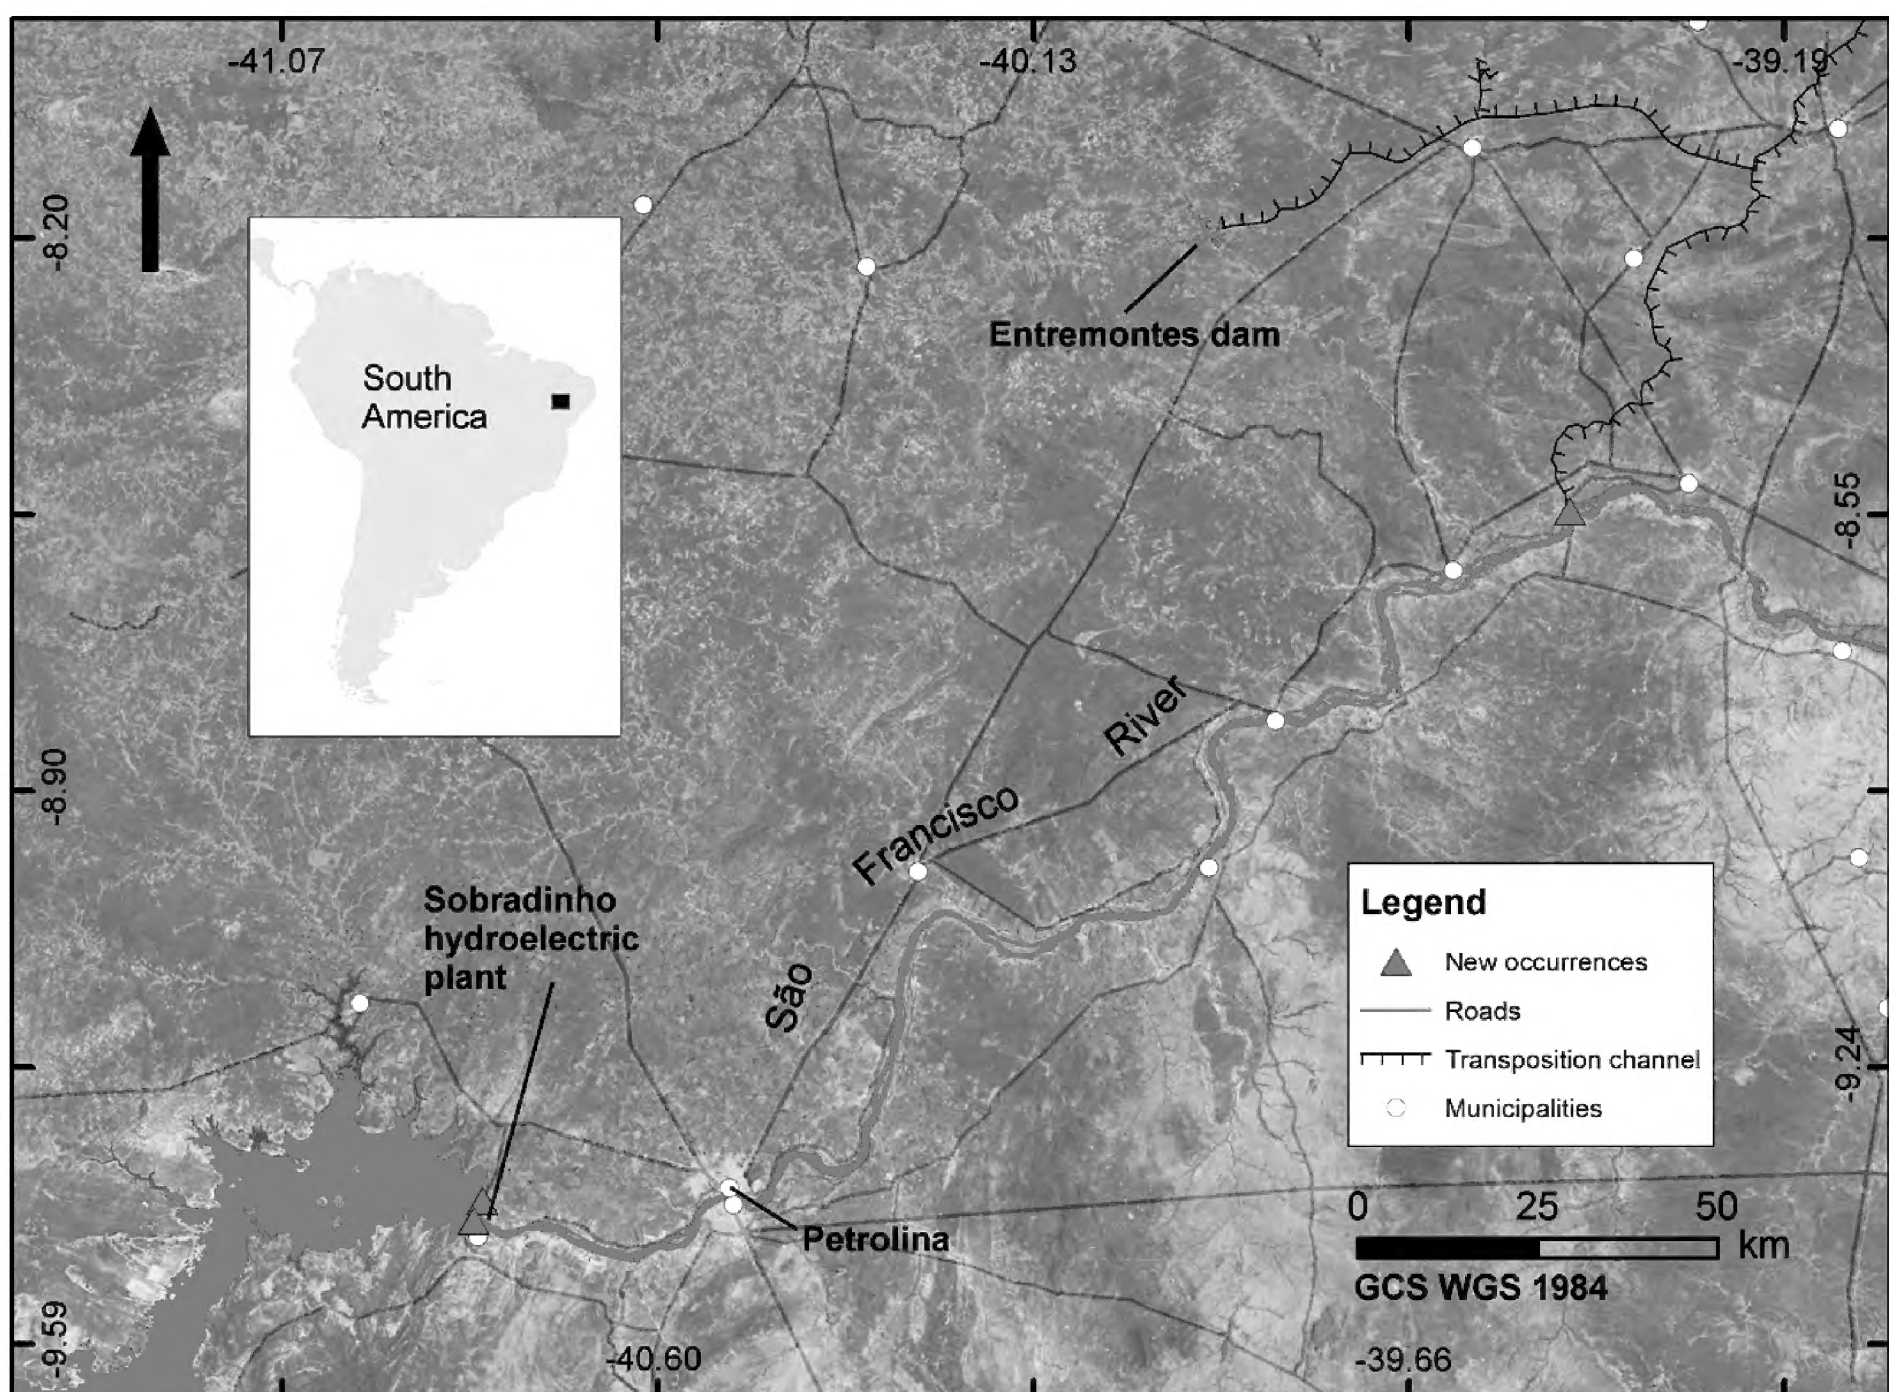 -41.07
-40.13
-39.19
-8.20
South
America
Entremontes dam
-8.55
River
-8.90
Francisco
Sobradinho
hydroelectric
plant
São
Legend
New occurrences
Roads
Transposition channel
Municipalities
-9.24
Petrolina
0 25 50
km
GCS WGS 1984
-9.59
-40.60
-39.66